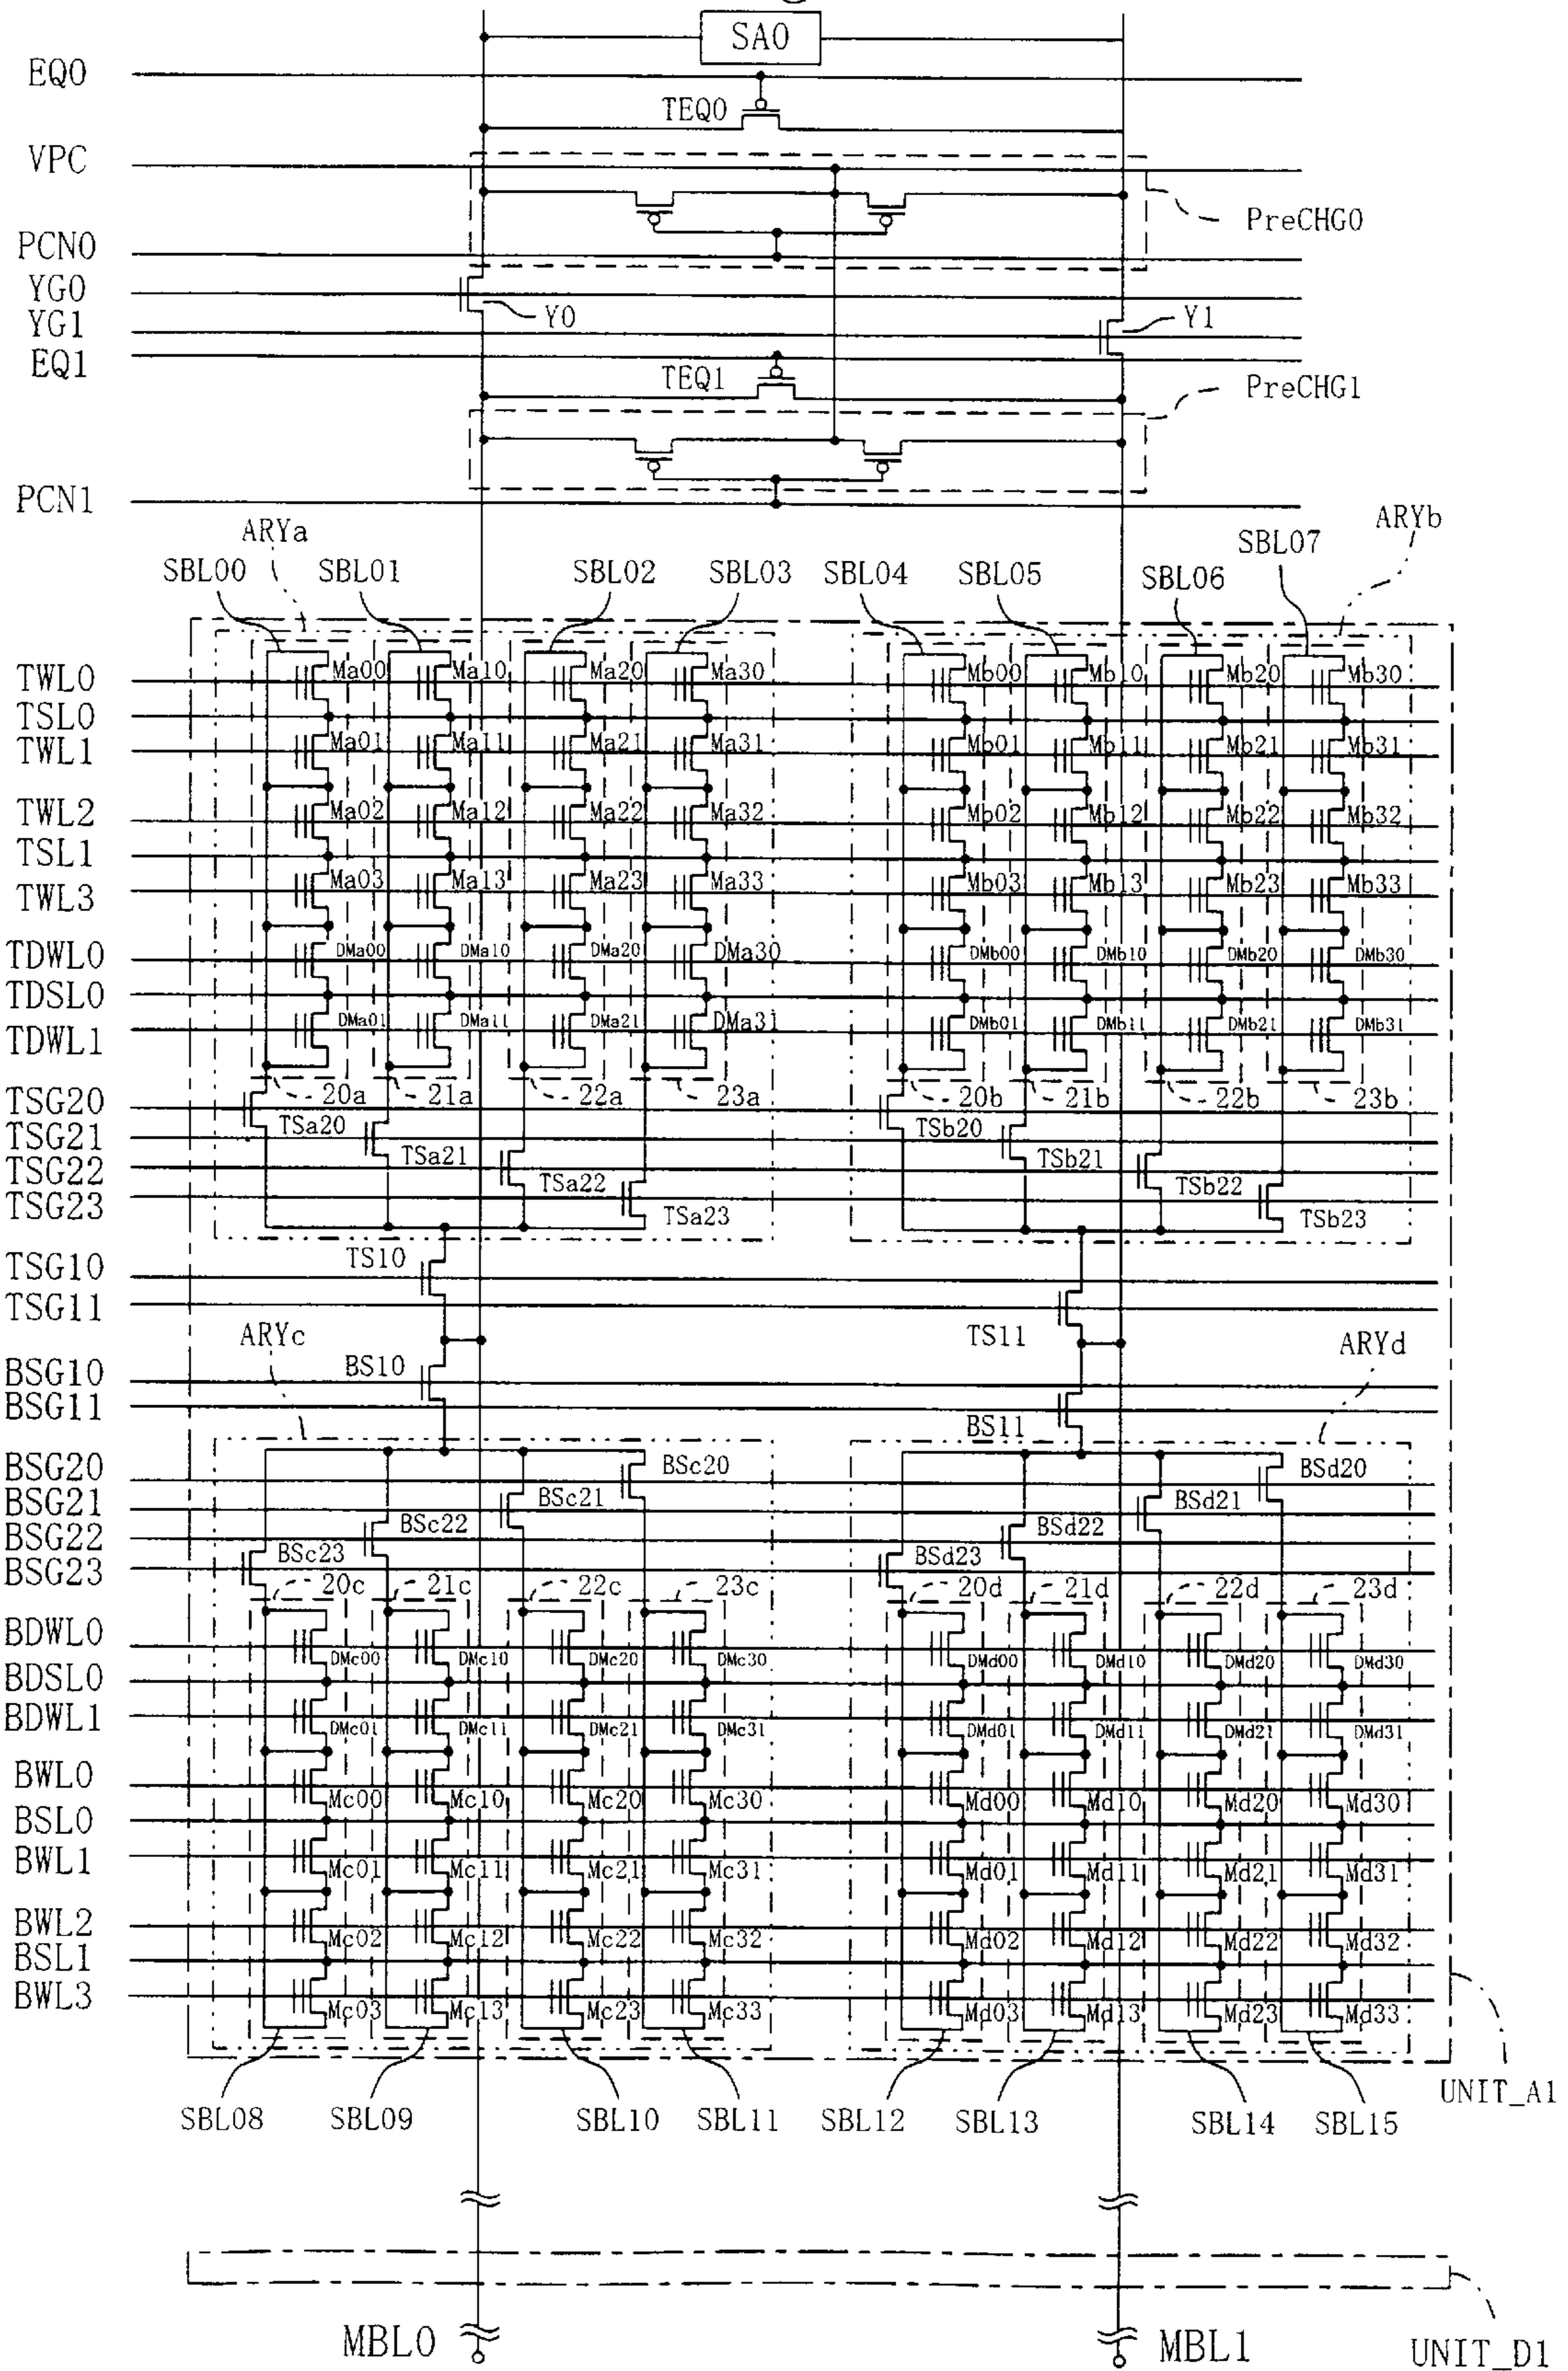 SA0
EQ0
TEQ0
VPC
PreCHG0
PCN0
YG0
Y0
YG1
Y1
EQ1
TEQ1
PreCHG1
PCN1
ARYa
ARYb
SBL00
SBL01
SBL02
SBL03
SBL04
SBL05
SBL06
SBL07
TWL0
Ma00 Ma10 Ma20 Ma30 Mb00 Mb10 Mb20 Mb30
TSL0
TWL1
Ma01 Ma11 Ma21 Ma31 Mb01 Mb11 Mb21 Mb31
TWL2
Ma02 Ma12 Ma22 Ma32 Mb02 Mb12 Mb22 Mb32
TSL1
TWL3
Ma03 Ma13 Ma23 Ma33 Mb03 Mb13 Mb23 Mb33
TDWL0
DMa00 DMa10 DMa20 DMa30 DMb00 DMb10 DMb20 DMb30
TDSL0
TDWL1
DMa01 DMa11 DMa21 DMa31 DMb01 DMb11 DMb21 DMb31
20a 21a 22a 23a 20b 21b 22b 23b
TSG20
TSa20 TSb20
TSG21
TSa21 TSb21
TSG22
TSa22 TSb22
TSG23
TSa23 TSb23
TS10
TSG10
TSG11
TS11
ARYc
ARYd
BS10
BSG10
BSG11
BS11
BSG20
BSc20 BSd20
BSG21
BSc21 BSd21
BSG22
BSc22 BSd22
BSG23
BSc23 BSd23
20c 21c 22c 23c 20d 21d 22d 23d
BDWL0
DMc00 DMc10 DMc20 DMc30 DMd00 DMd10 DMd20 DMd30
BDSL0
BDWL1
DMc01 DMc11 DMc21 DMc31 DMd01 DMd11 DMd21 DMd31
BWL0
Mc00 Mc10 Mc20 Mc30 Md00 Md10 Md20 Md30
BSL0
BWL1
Mc01 Mc11 Mc21 Mc31 Md01 Md11 Md21 Md31
BWL2
Mc02 Mc12 Mc22 Mc32 Md02 Md12 Md22 Md32
BSL1
BWL3
Mc03 Mc13 Mc23 Mc33 Md03 Md13 Md23 Md33
UNIT_A1
SBL08
SBL09
SBL10
SBL11
SBL12
SBL13
SBL14
SBL15
MBL0
MBL1
UNIT_D1